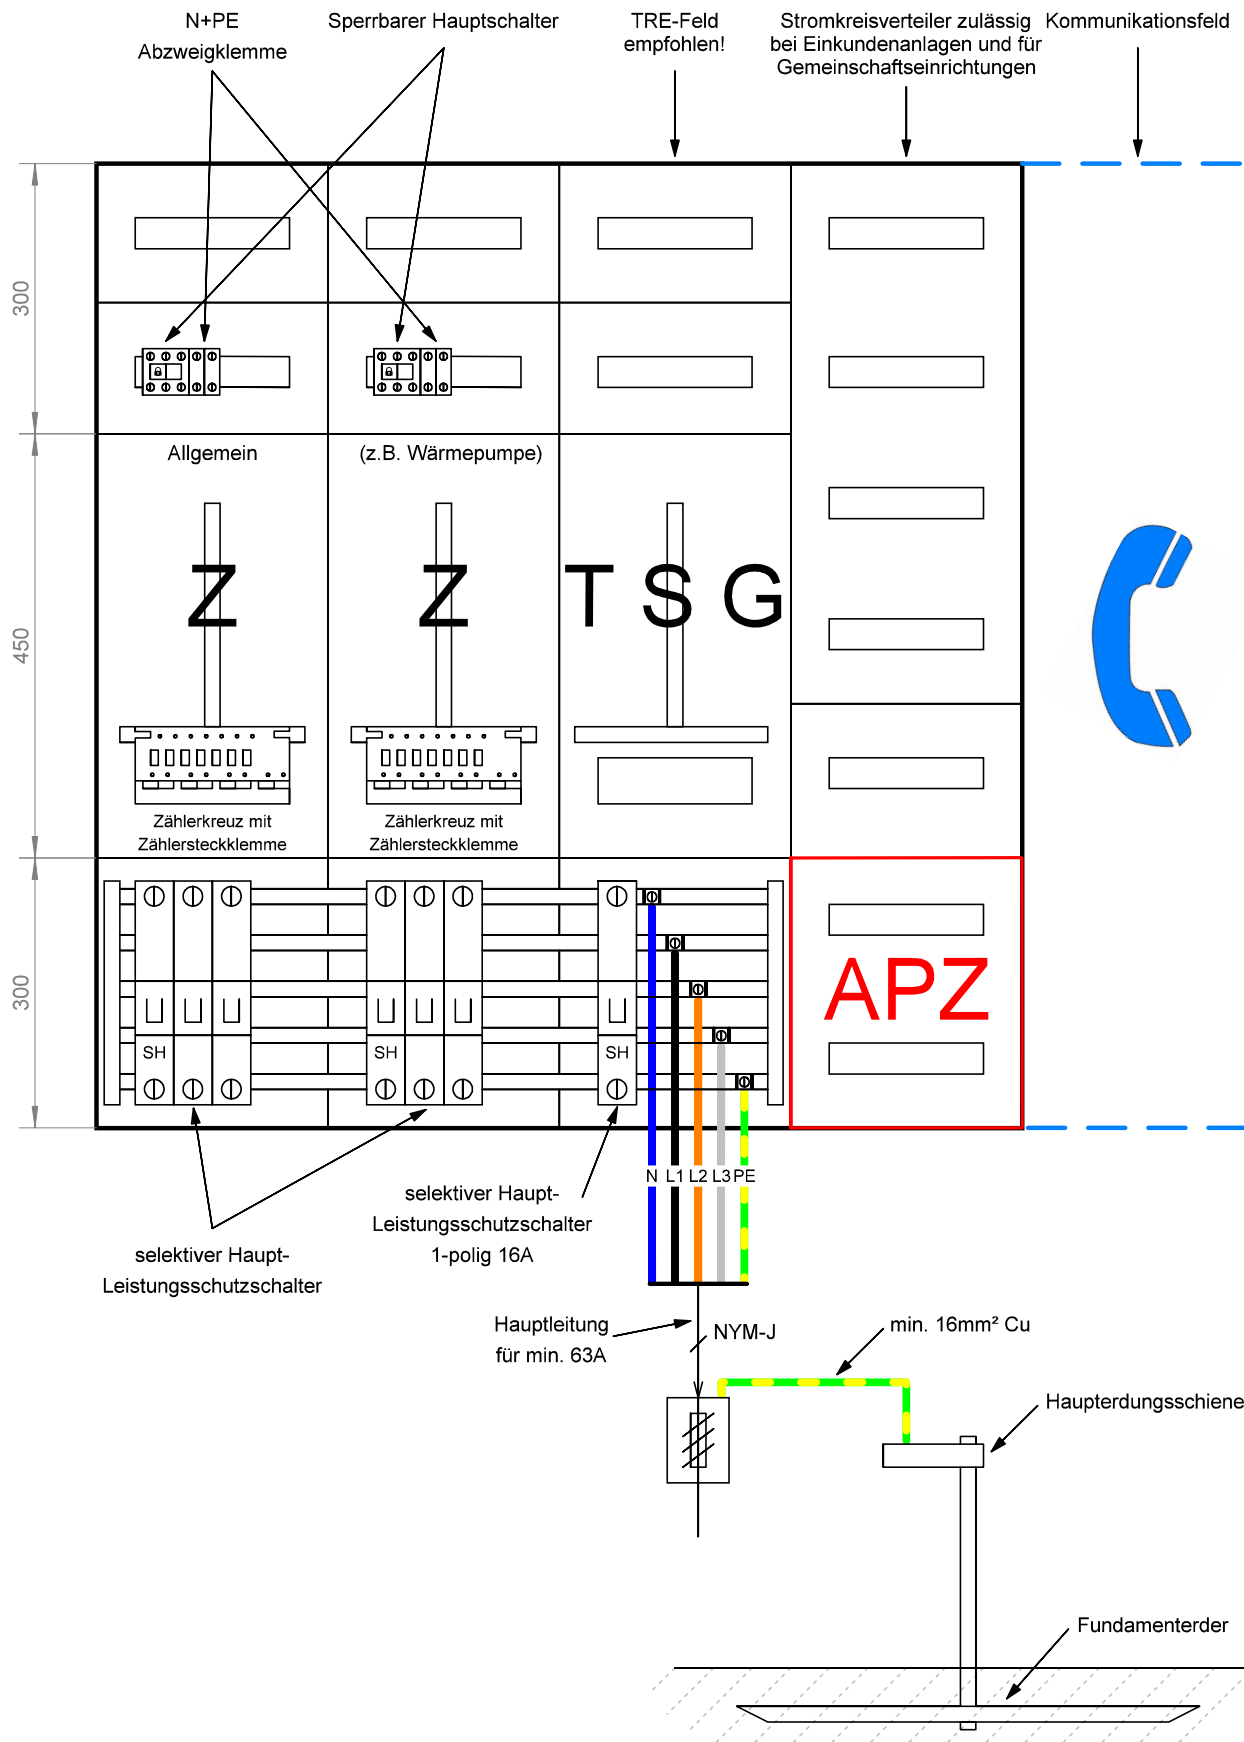 N+PE
Abzweigklemme
Sperrbarer Hauptschalter
TRE-Feld
empfohlen!
Stromkreisverteiler zulässig
bei Einkundenanlagen und für
Gemeinschaftseinrichtungen
Kommunikationsfeld
300
Allgemein
(z.B. Wärmepumpe)
450
Z
Z
T S G
Zählerkreuz mit
Zählersteckklemme
Zählerkreuz mit
Zählersteckklemme
300
SH
SH
SH
APZ
N L1 L2 L3 PE
selektiver Haupt-
Leistungsschutzschalter
1-polig 16A
selektiver Haupt-
Leistungsschutzschalter
Hauptleitung
für min. 63A
NYM-J
min. 16mm² Cu
Haupterdungsschiene
Fundamenterder